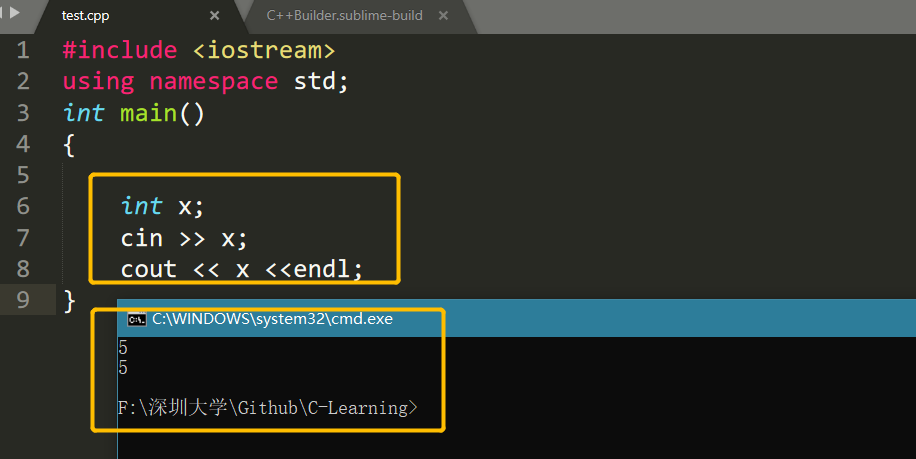 test.cpp
C++Builder.sublime-build
1 #include <iostream>
2 using namespace std;
3 int main()
4 {
5
6 int x;
7 cin >> x;
8 cout << x <<endl;
9 }
C:\WINDOWS\system32\cmd.exe
5
5
F:\深圳大学\Github\C-Learning>